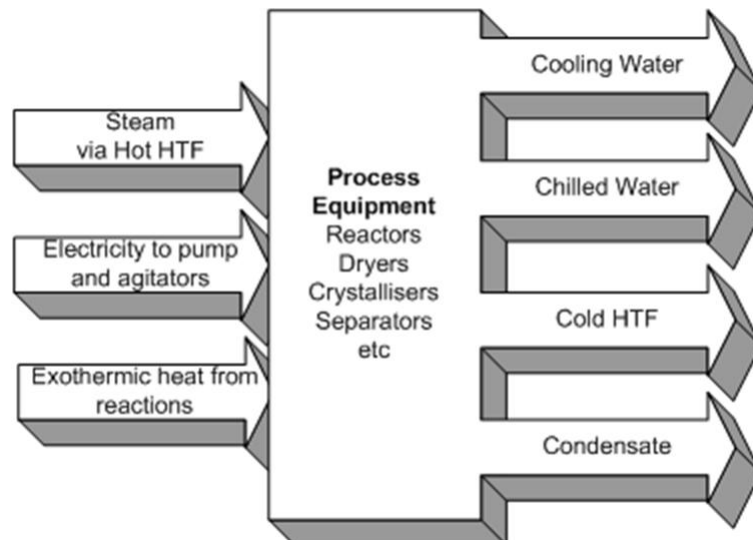 Steam
via Hot HTF
Electricity to pump
and agitators
Exothermic heat from
reactions
Process
Equipment
Reactors
Dryers
Crystallisers
Separators
etc
Cooling Water
Chilled Water
Cold HTF
Condensate